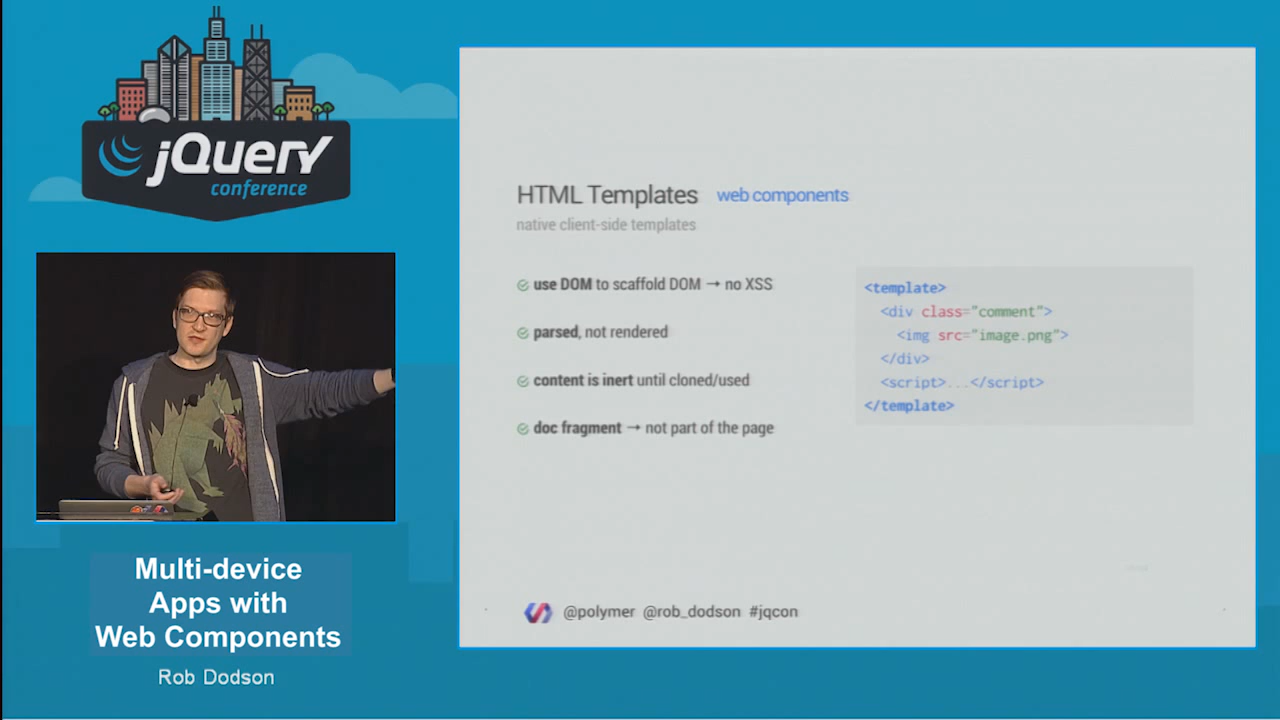 jQuery
conference
Multi-device
Apps with
Web Components
Rob Dodson
HTML Templates web components
native client-side templates
use DOM to scaffold DOM → no XSS
parsed, not rendered
content is inert until cloned/used
doc fragment → not part of the page
<template>
<div class="comment">
<img src="image.png">
</div>
<script>...</script>
</template>
@polymer @rob_dodson #jqcon